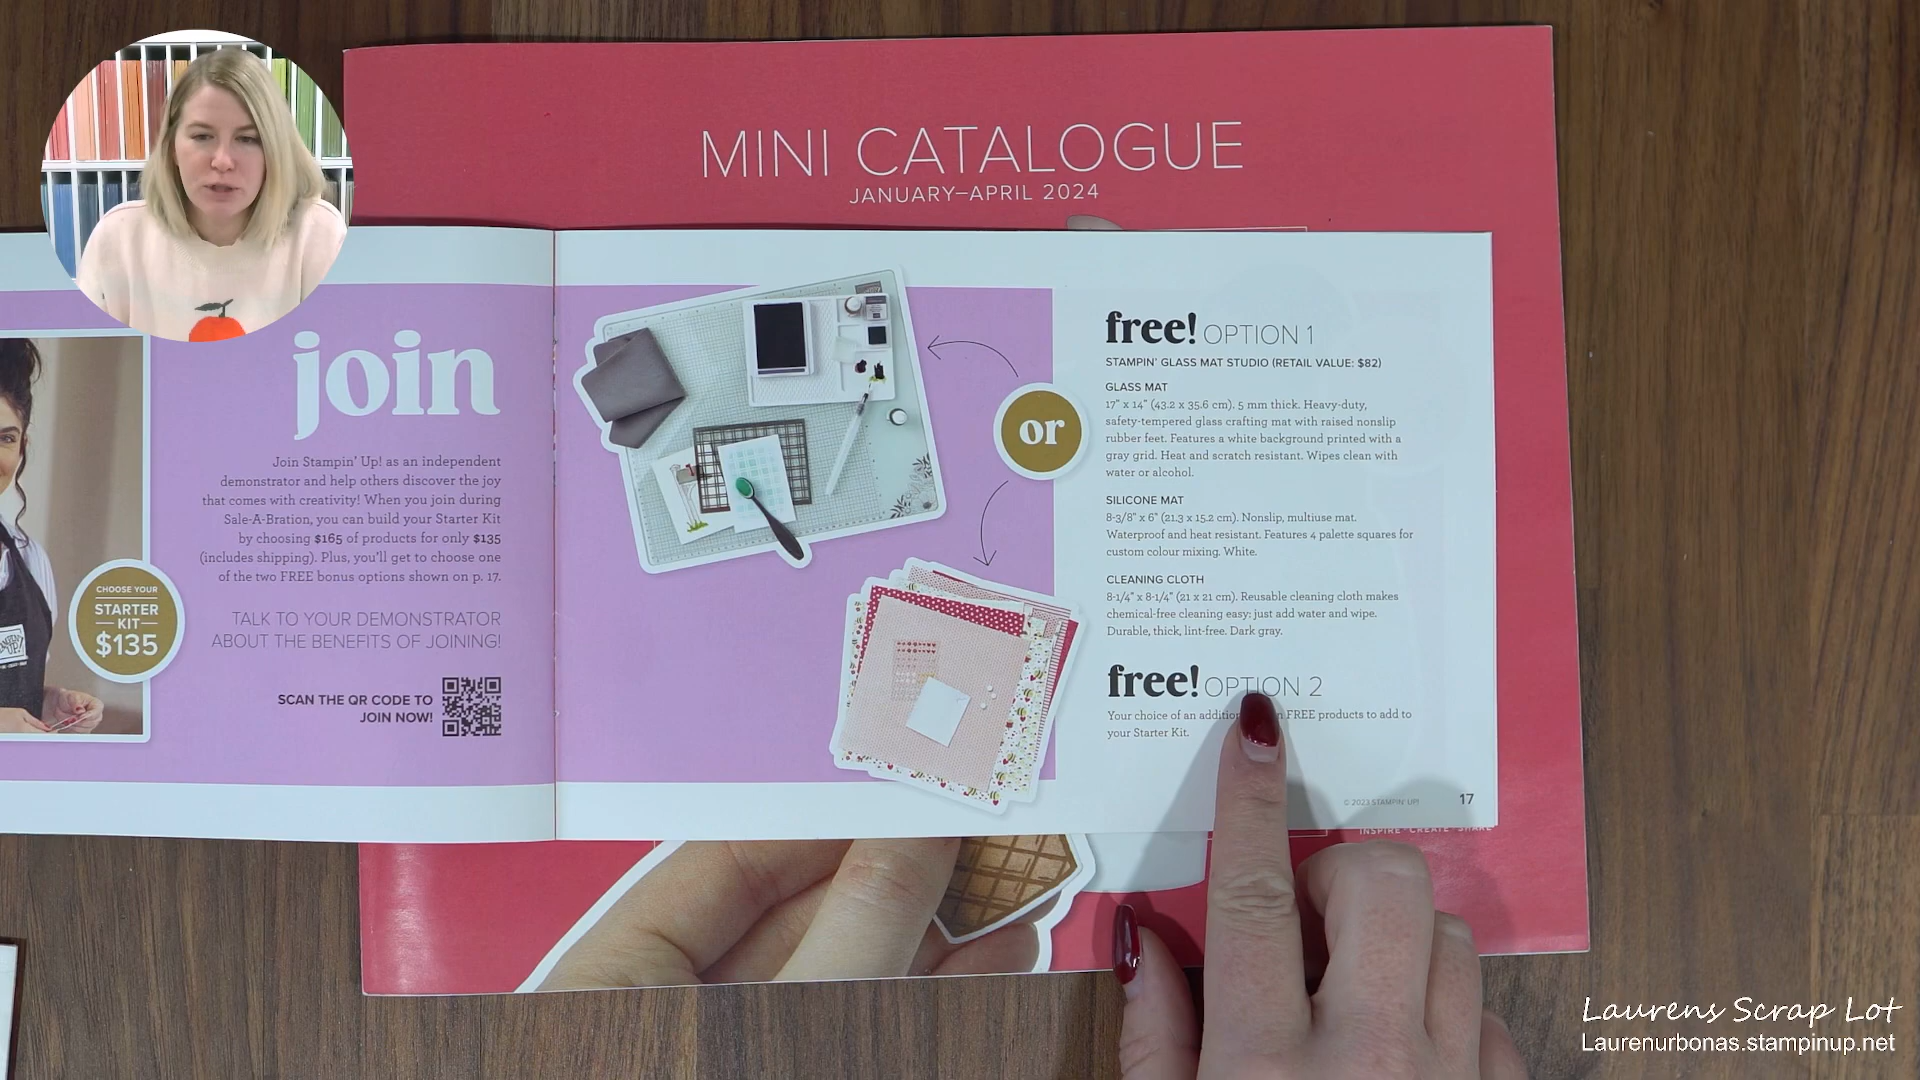 MINI CATALOGUE
JANUARY–APRIL 2024
join
Join Stampin' Up! as an independent
demonstrator and help others discover the joy
that comes with creativity! When you join during
Sale-A-Bration, you can build your Starter Kit
by choosing $165 of products for only $135
(includes shipping). Plus, you'll get to choose one
of the two FREE bonus options shown on p. 17.
TALK TO YOUR DEMONSTRATOR
ABOUT THE BENEFITS OF JOINING!
SCAN THE QR CODE TO
JOIN NOW!
CHOOSE YOUR
STARTER
KIT
$135
or
free! OPTION 1
STAMPIN' GLASS MAT STUDIO (RETAIL VALUE: $82)
GLASS MAT
17" x 14" (43.2 x 35.6 cm). 5 mm thick. Heavy-duty,
safety-tempered glass crafting mat with raised nonslip
rubber feet. Features a white background printed with a
gray grid. Heat and scratch resistant. Wipes clean with
water or alcohol.
SILICONE MAT
8-3/8" x 6" (21.3 x 15.2 cm). Nonslip, multiuse mat.
Waterproof and heat resistant. Features 4 palette squares for
custom colour mixing. White.
CLEANING CLOTH
8-1/4" x 8-1/4" (21 x 21 cm). Reusable cleaning cloth makes
chemical-free cleaning easy; just add water and wipe.
Durable, thick, lint-free. Dark gray.
free! OPTION 2
Your choice of an FREE products to add to
your Starter Kit.
© 2023 STAMPIN' UP!
17
INSPIRE · CREATE · SHARE
Laurens Scrap Lot
Laurenurbonas.stampinup.net